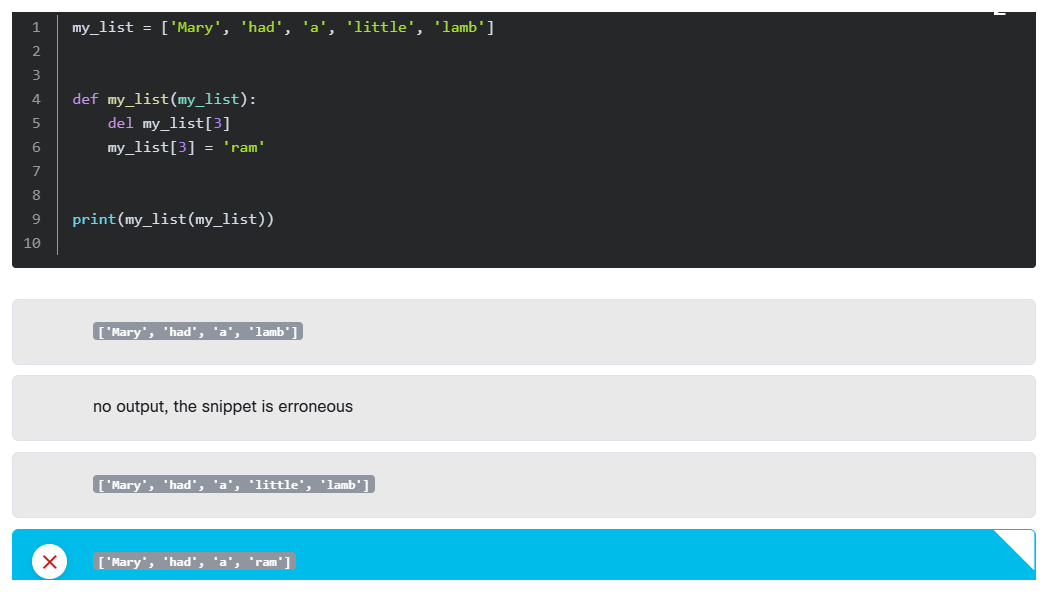 1 my_list = ['Mary', 'had', 'a', 'little', 'lamb']
2
3
4 def my_list(my_list):
5     del my_list[3]
6     my_list[3] = 'ram'
7
8
9 print(my_list(my_list))
10
['Mary', 'had', 'a', 'lamb']
no output, the snippet is erroneous
['Mary', 'had', 'a', 'little', 'lamb']
['Mary', 'had', 'a', 'ram']